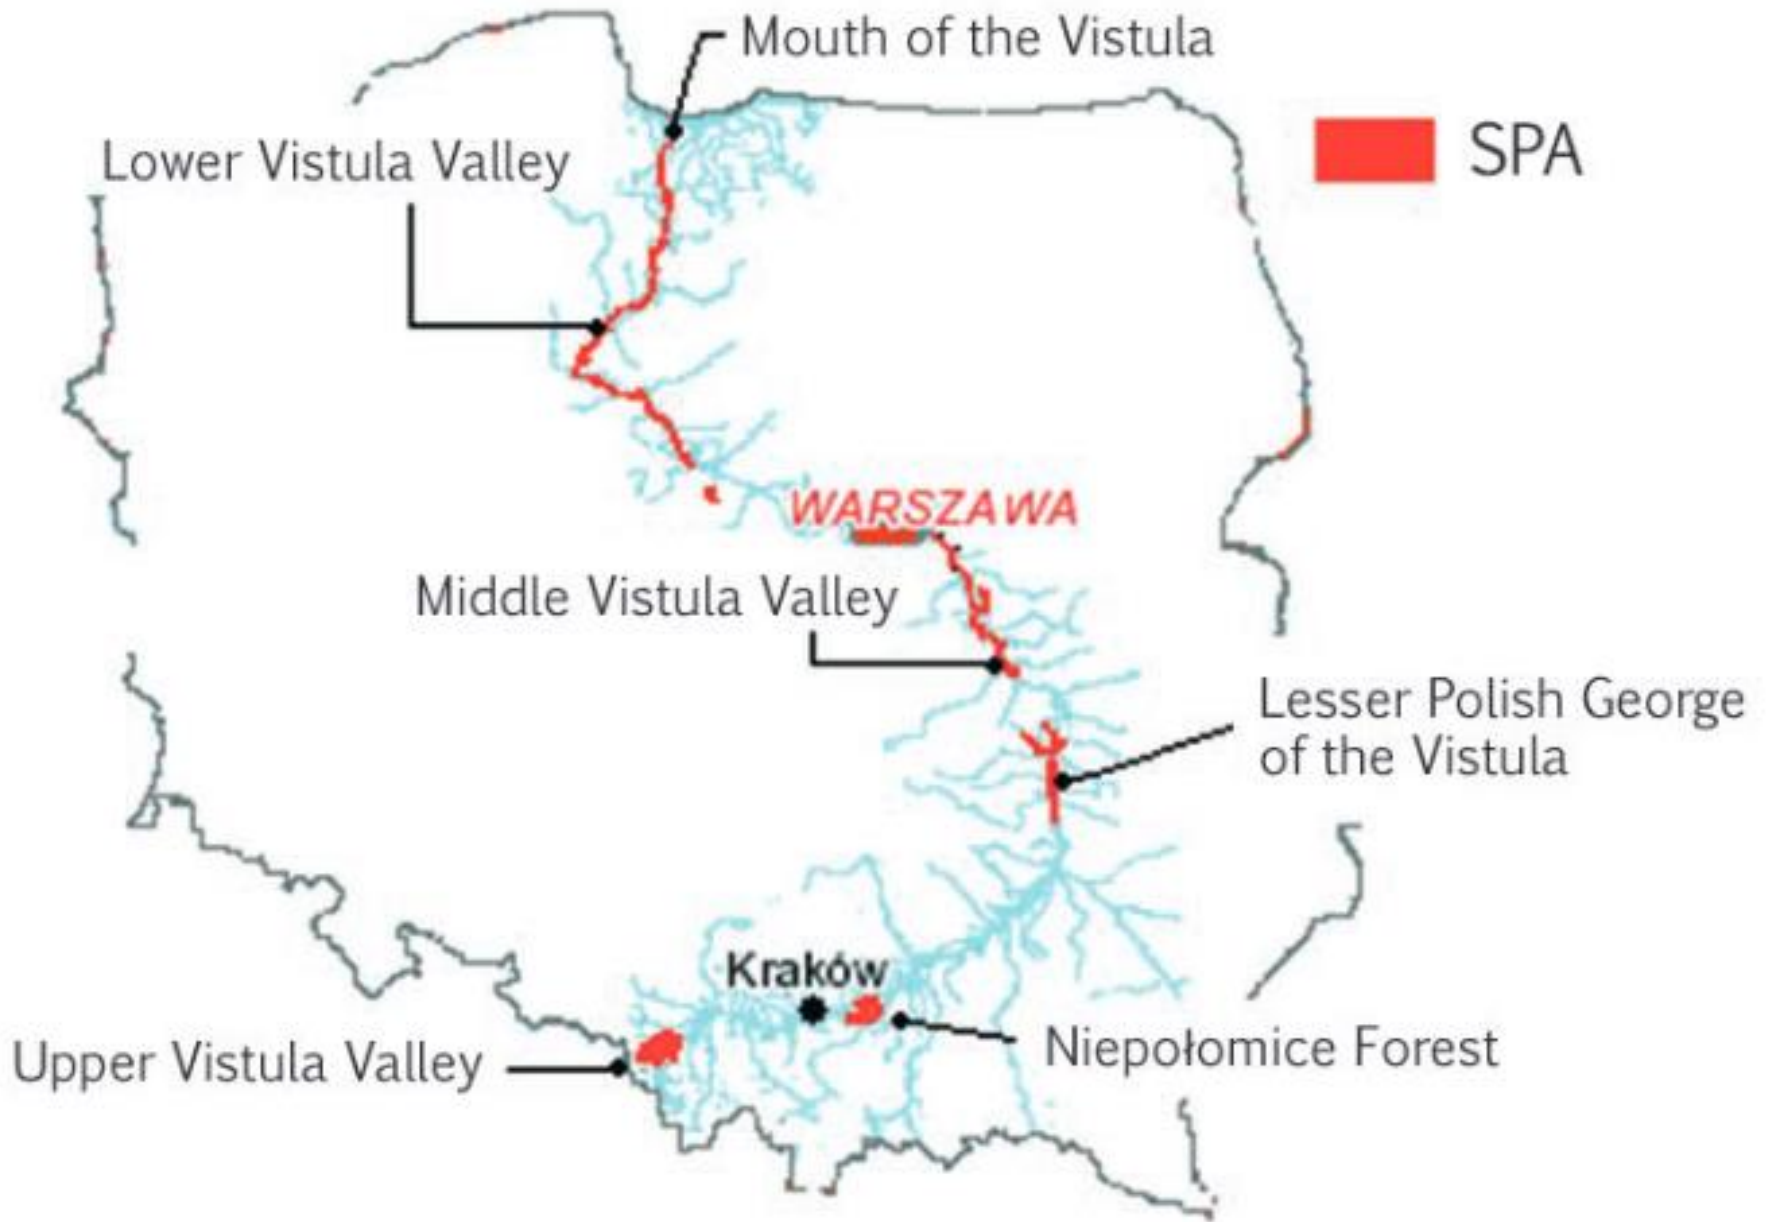 Mouth of the Vistula
SPA
Lower Vistula Valley
WARSZAWA
Middle Vistula Valley
Lesser Polish George
of the Vistula
Kraków
Niepołomice Forest
Upper Vistula Valley